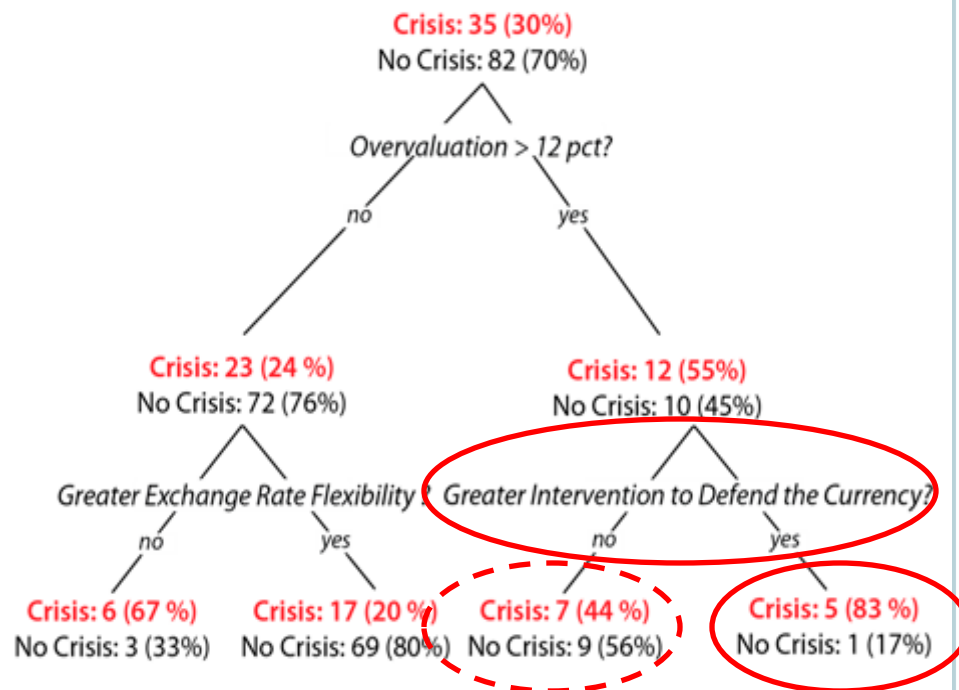 Crisis: 35 (30%)
No Crisis: 82 (70%)
Overvaluation > 12 pct?
no
yes
Crisis: 23 (24 %)
No Crisis: 72 (76%)
Crisis: 12 (55%)
No Crisis: 10 (45%)
Greater Exchange Rate Flexibility ?
Greater Intervention to Defend the Currency?
no
yes
no
yes
Crisis: 6 (67 %)
No Crisis: 3 (33%)
Crisis: 17 (20 %)
No Crisis: 69 (80%)
Crisis: 7 (44 %)
No Crisis: 9 (56%)
Crisis: 5 (83 %)
No Crisis: 1 (17%)